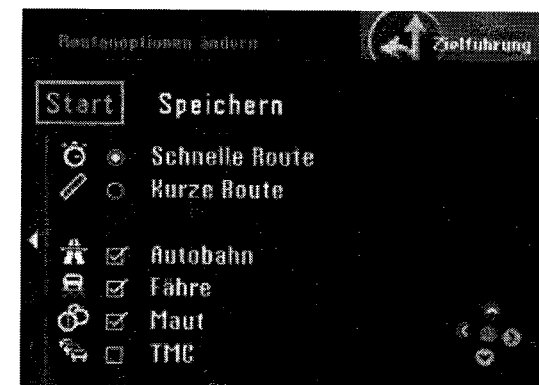 Routenoptionen ändern
Zielführung
Start Speichern
Schnelle Route
Kurze Route
Autobahn
Fähre
Maut
TMC